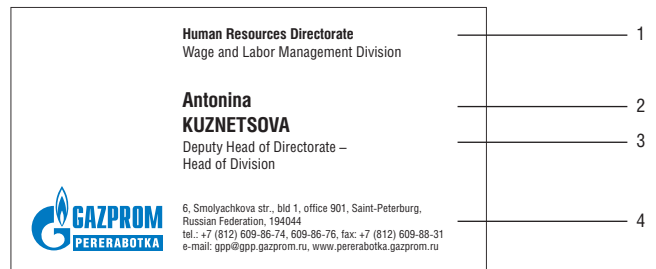 Human Resources Directorate
Wage and Labor Management Division
1
Antonina
2
KUZNETSOVA
Deputy Head of Directorate –
3
Head of Division
GAZPROM
PERERABOTKA
6, Smolyachkova str., bld 1, office 901, Saint-Peterburg,
Russian Federation, 194044
tel.: +7 (812) 609-86-74, 609-86-76, fax: +7 (812) 609-88-31
e-mail: gpp@gpp.gazprom.ru, www.pererabotka.gazprom.ru
4